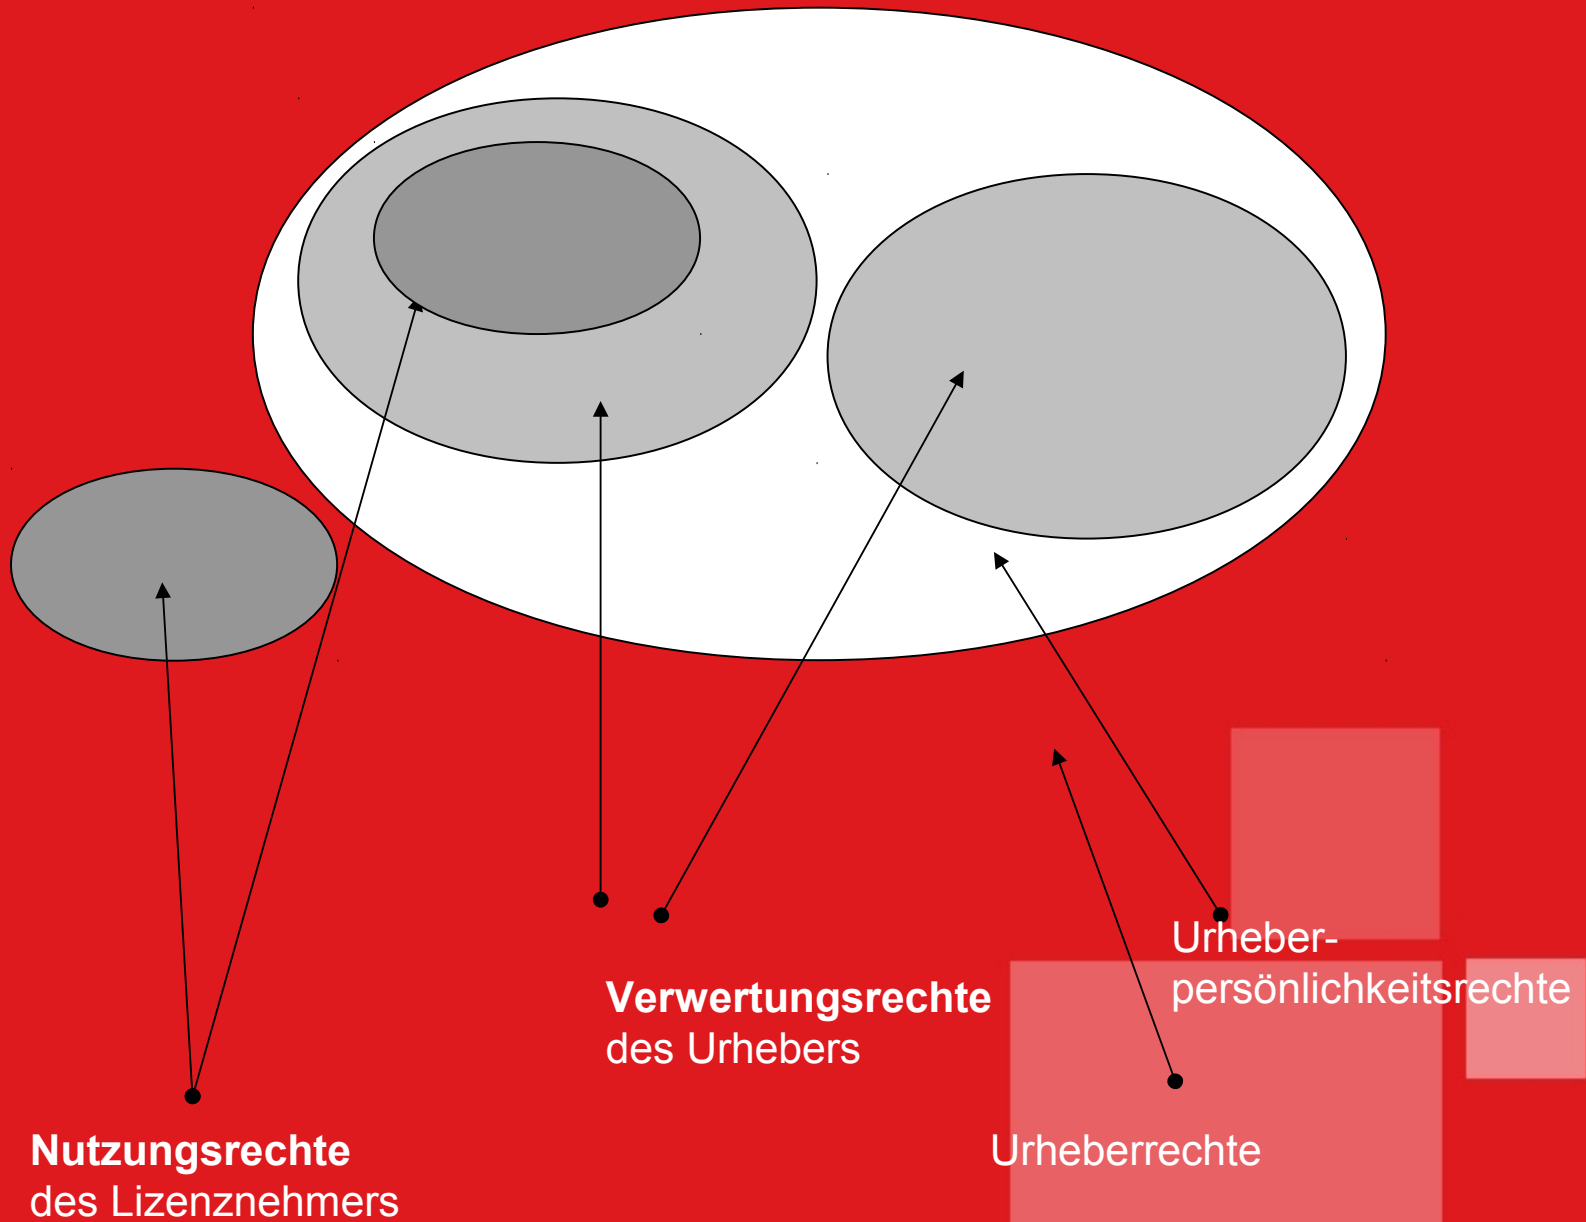 Urheber-
persönlichkeitsrechte
Verwertungsrechte
des Urhebers
Urheberrechte
Nutzungsrechte
des Lizenznehmers